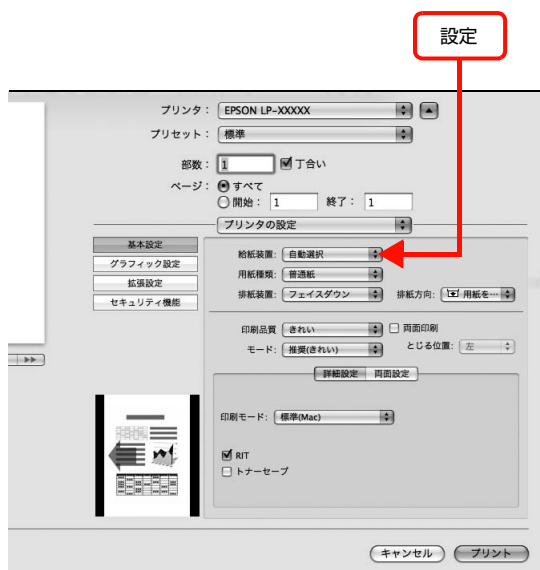 設定
プリンタ： EPSON LP-XXXXX
プリセット： 標準
部数： 1 丁合い
ページ： すべて
開始： 1 終了： 1
プリンタの設定
基本設定
グラフィック設定
拡張設定
セキュリティ機能
給紙装置： 自動選択
用紙種類： 普通紙
排紙装置： フェイスダウン 排紙方向： 用紙を…
印刷品質 きれい 両面印刷
モード： 推奨(きれい) とじる位置： 左
詳細設定 両面設定
印刷モード： 標準(Mac)
RIT
トナーセーブ
キャンセル プリント